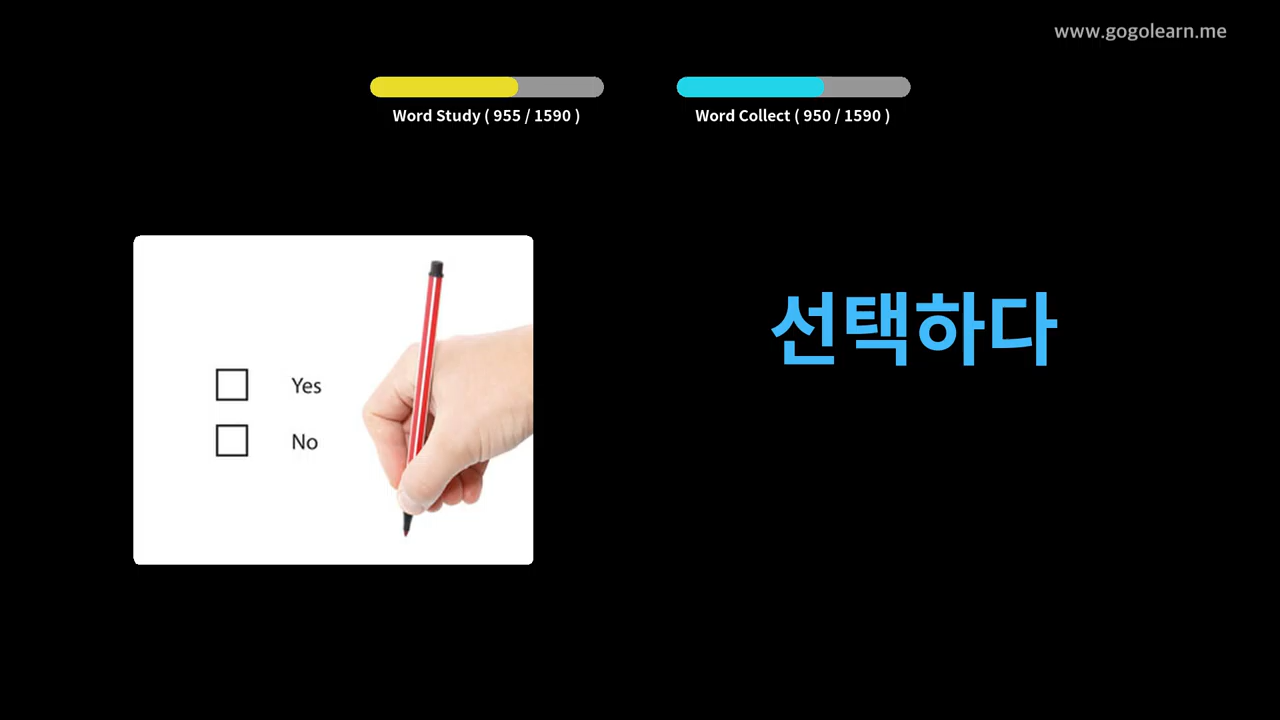 www.gogolearn.me
Word Study ( 955 / 1590 )
Word Collect ( 950 / 1590 )
Yes
No
선택하다